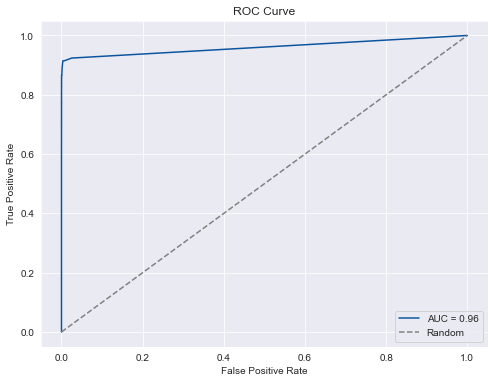 ROC Curve
1.0
0.8
0.6
0.4
0.2
0.0
True Positive Rate
0.0 0.2 0.4 0.6 0.8 1.0
False Positive Rate
AUC = 0.96
Random